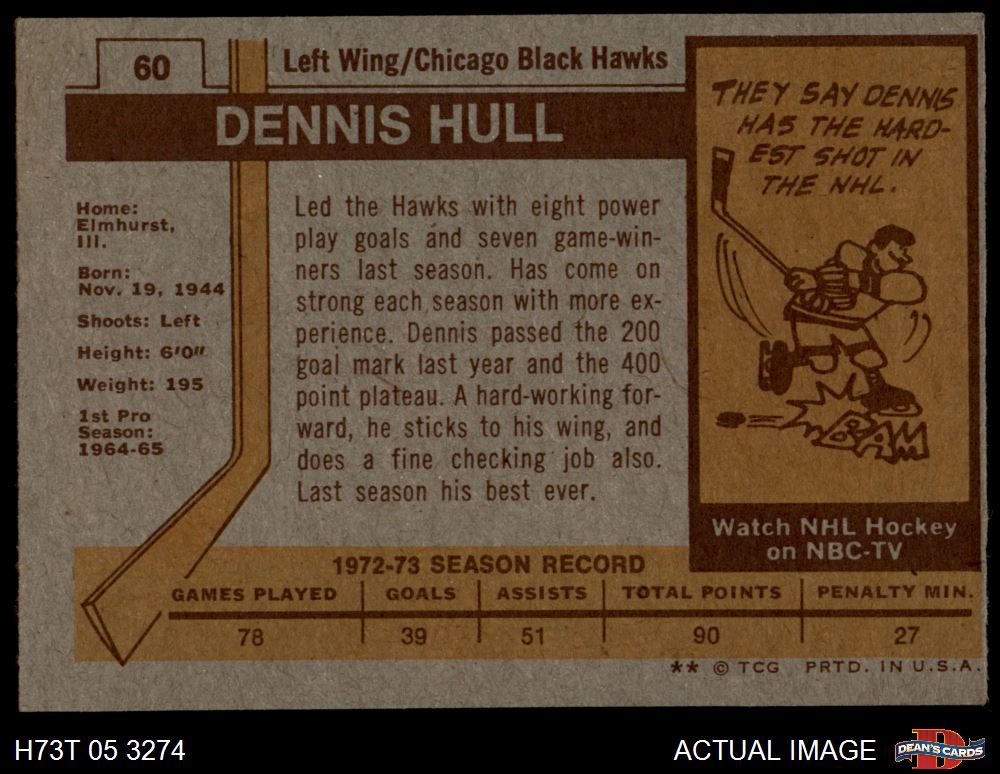 60
Left Wing/Chicago Black Hawks
DENNIS HULL
Home:
Elmhurst,
Ill.
Born:
Nov. 19, 1944
Shoots: Left
Height: 6'0"
Weight: 195
1st Pro
Season:
1964-65
Led the Hawks with eight power
play goals and seven game-win-
ners last season. Has come on
strong each season with more ex-
perience. Dennis passed the 200
goal mark last year and the 400
point plateau. A hard-working for-
ward, he sticks to his wing, and
does a fine checking job also.
Last season his best ever.
THEY SAY DENNIS
HAS THE HARD-
EST SHOT IN
THE NHL.
BAM
Watch NHL Hockey
on NBC-TV
1972-73 SEASON RECORD
GAMES PLAYED GOALS ASSISTS TOTAL POINTS PENALTY MIN.
78 39 51 90 27
** © TCG PRTD. IN U.S.A.
H73T 05 3274
ACTUAL IMAGE
D
DEAN'S CARDS